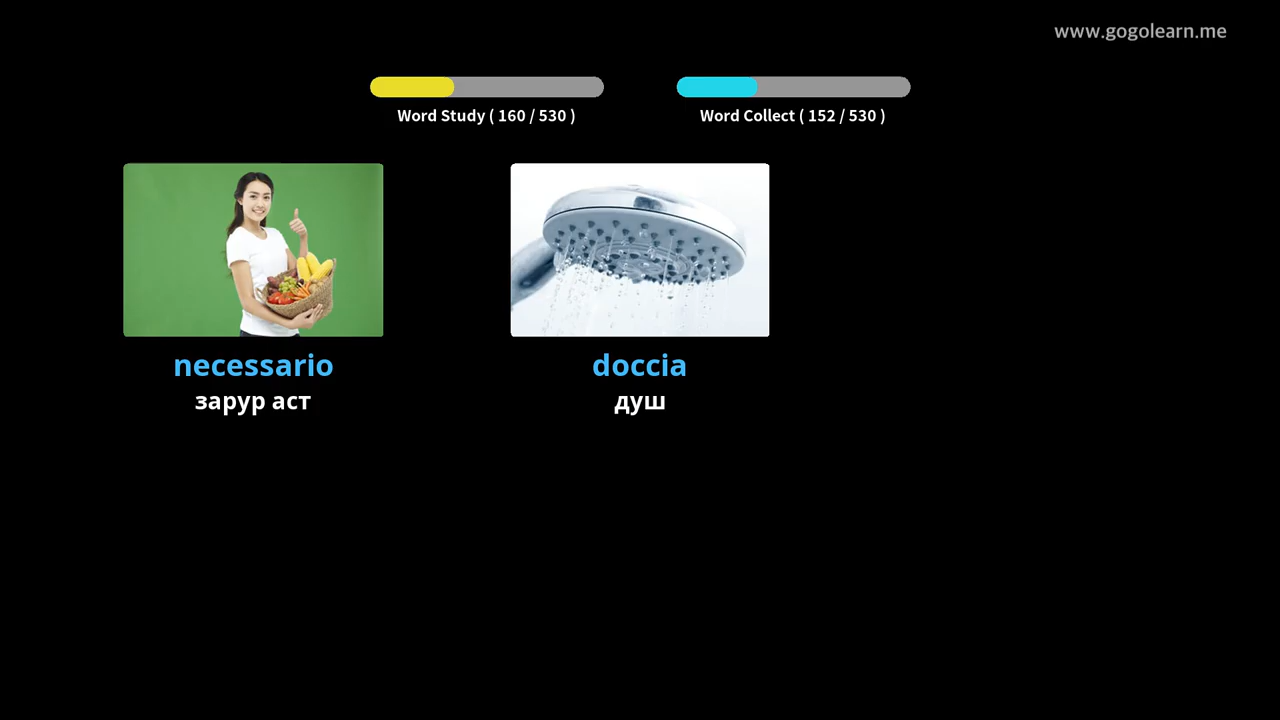 www.gogolearn.me
Word Study ( 160 / 530 )
Word Collect ( 152 / 530 )
necessario
зарур аст
doccia
душ